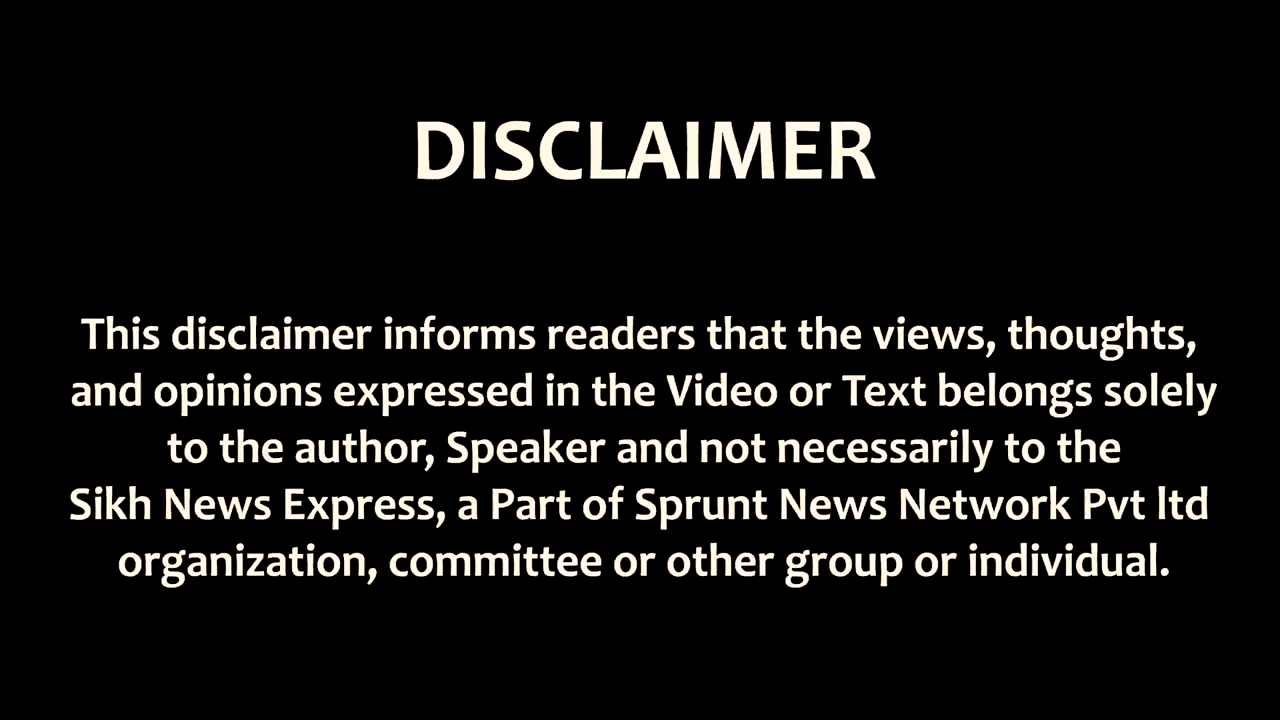 DISCLAIMER
This disclaimer informs readers that the views, thoughts,
and opinions expressed in the Video or Text belongs solely
to the author, Speaker and not necessarily to the
Sikh News Express, a Part of Sprunt News Network Pvt ltd
organization, committee or other group or individual.